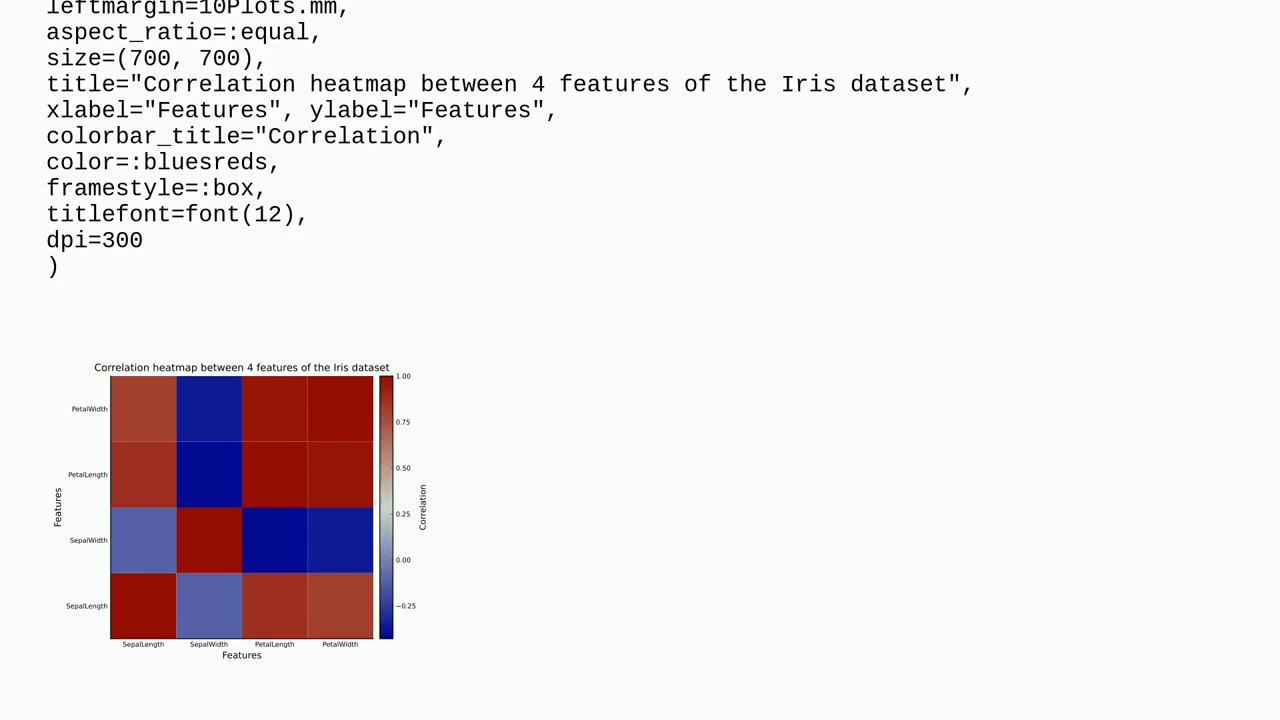 leftmargin=10Plots.mm,
aspect_ratio=:equal,
size=(700, 700),
title="Correlation heatmap between 4 features of the Iris dataset",
xlabel="Features", ylabel="Features",
colorbar_title="Correlation",
color=:bluesreds,
framestyle=:box,
titlefont=font(12),
dpi=300
)
Correlation heatmap between 4 features of the Iris dataset
PetalWidth
PetalLength
SepalWidth
SepalLength
Features
SepalLength SepalWidth PetalLength PetalWidth
Features
1.00
0.75
0.50
0.25
0.00
−0.25
Correlation